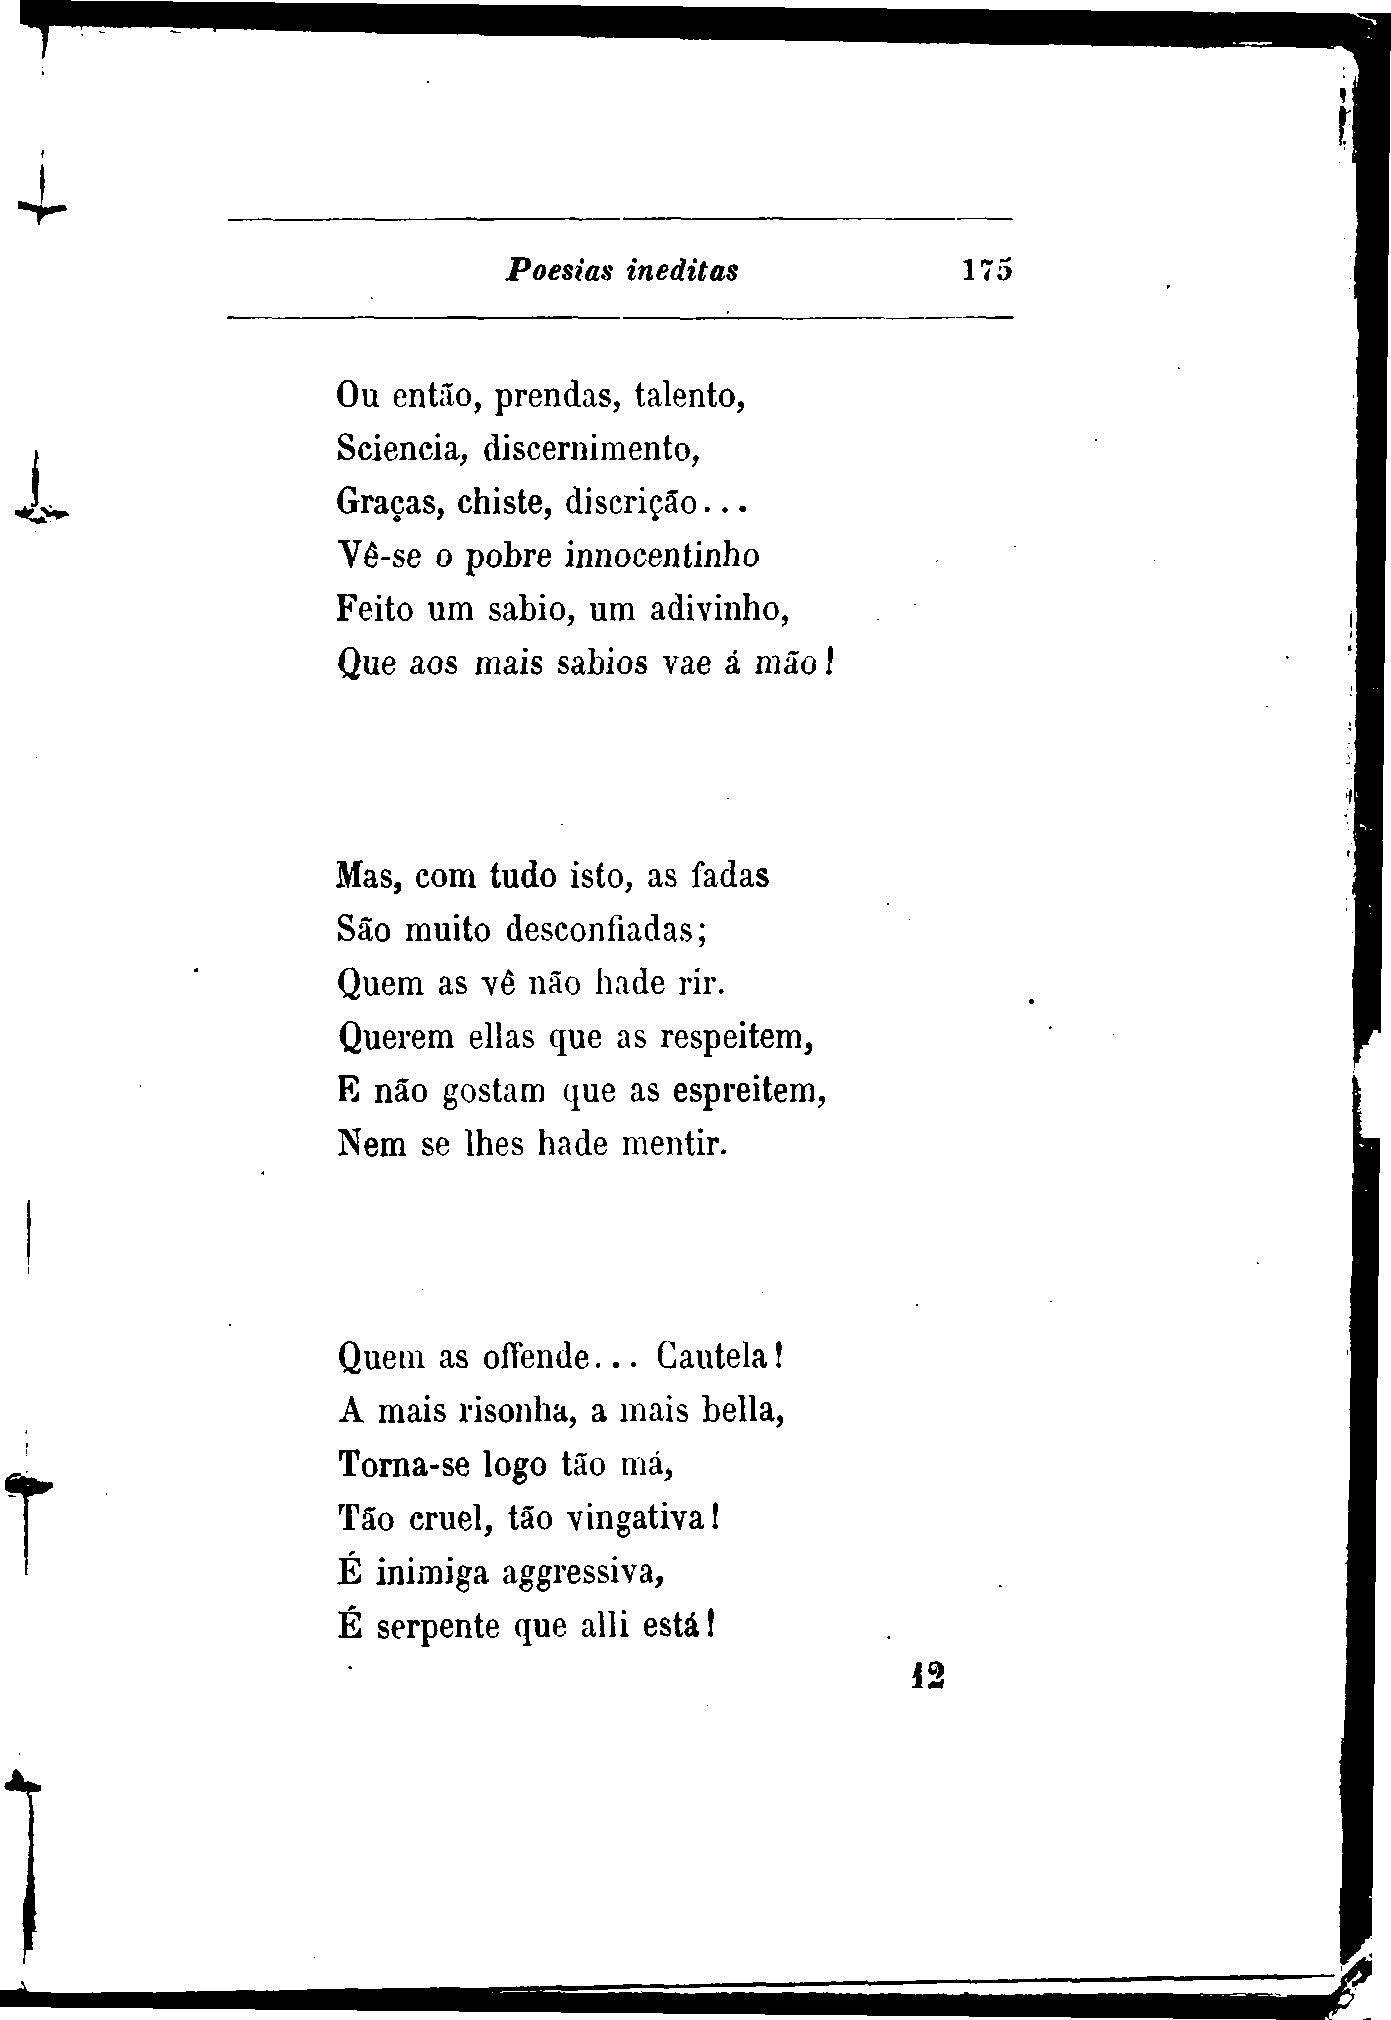 Poesias ineditas 175
Ou então, prendas, talento,
Sciencia, discernimento,
Graças, chiste, discrição...
Vê-se o pobre innocentinho
Feito um sabio, um adivinho,
Que aos mais sabios vae á mão!
Mas, com tudo isto, as fadas
São muito desconfiadas;
Quem as vê não hade rir.
Querem ellas que as respeitem,
E não gostam que as espreitem,
Nem se lhes hade mentir.
Quem as offende... Cautela!
A mais risonha, a mais bella,
Torna-se logo tão má,
Tão cruel, tão vingativa!
É inimiga aggressiva,
É serpente que alli está!
12